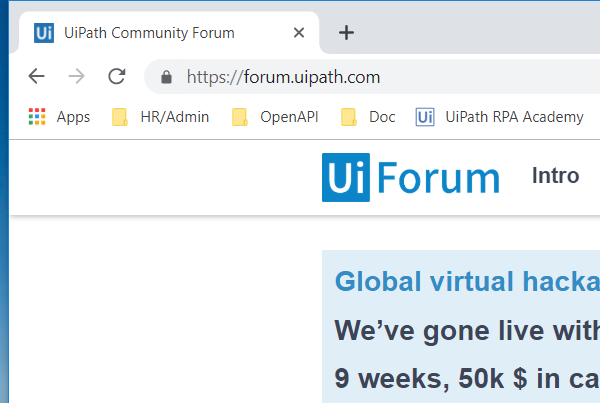 Ui UiPath Community Forum
https://forum.uipath.com
Apps HR/Admin OpenAPI Doc Ui UiPath RPA Academy
Ui Forum Intro
Global virtual hacka
We’ve gone live with
9 weeks, 50k $ in ca